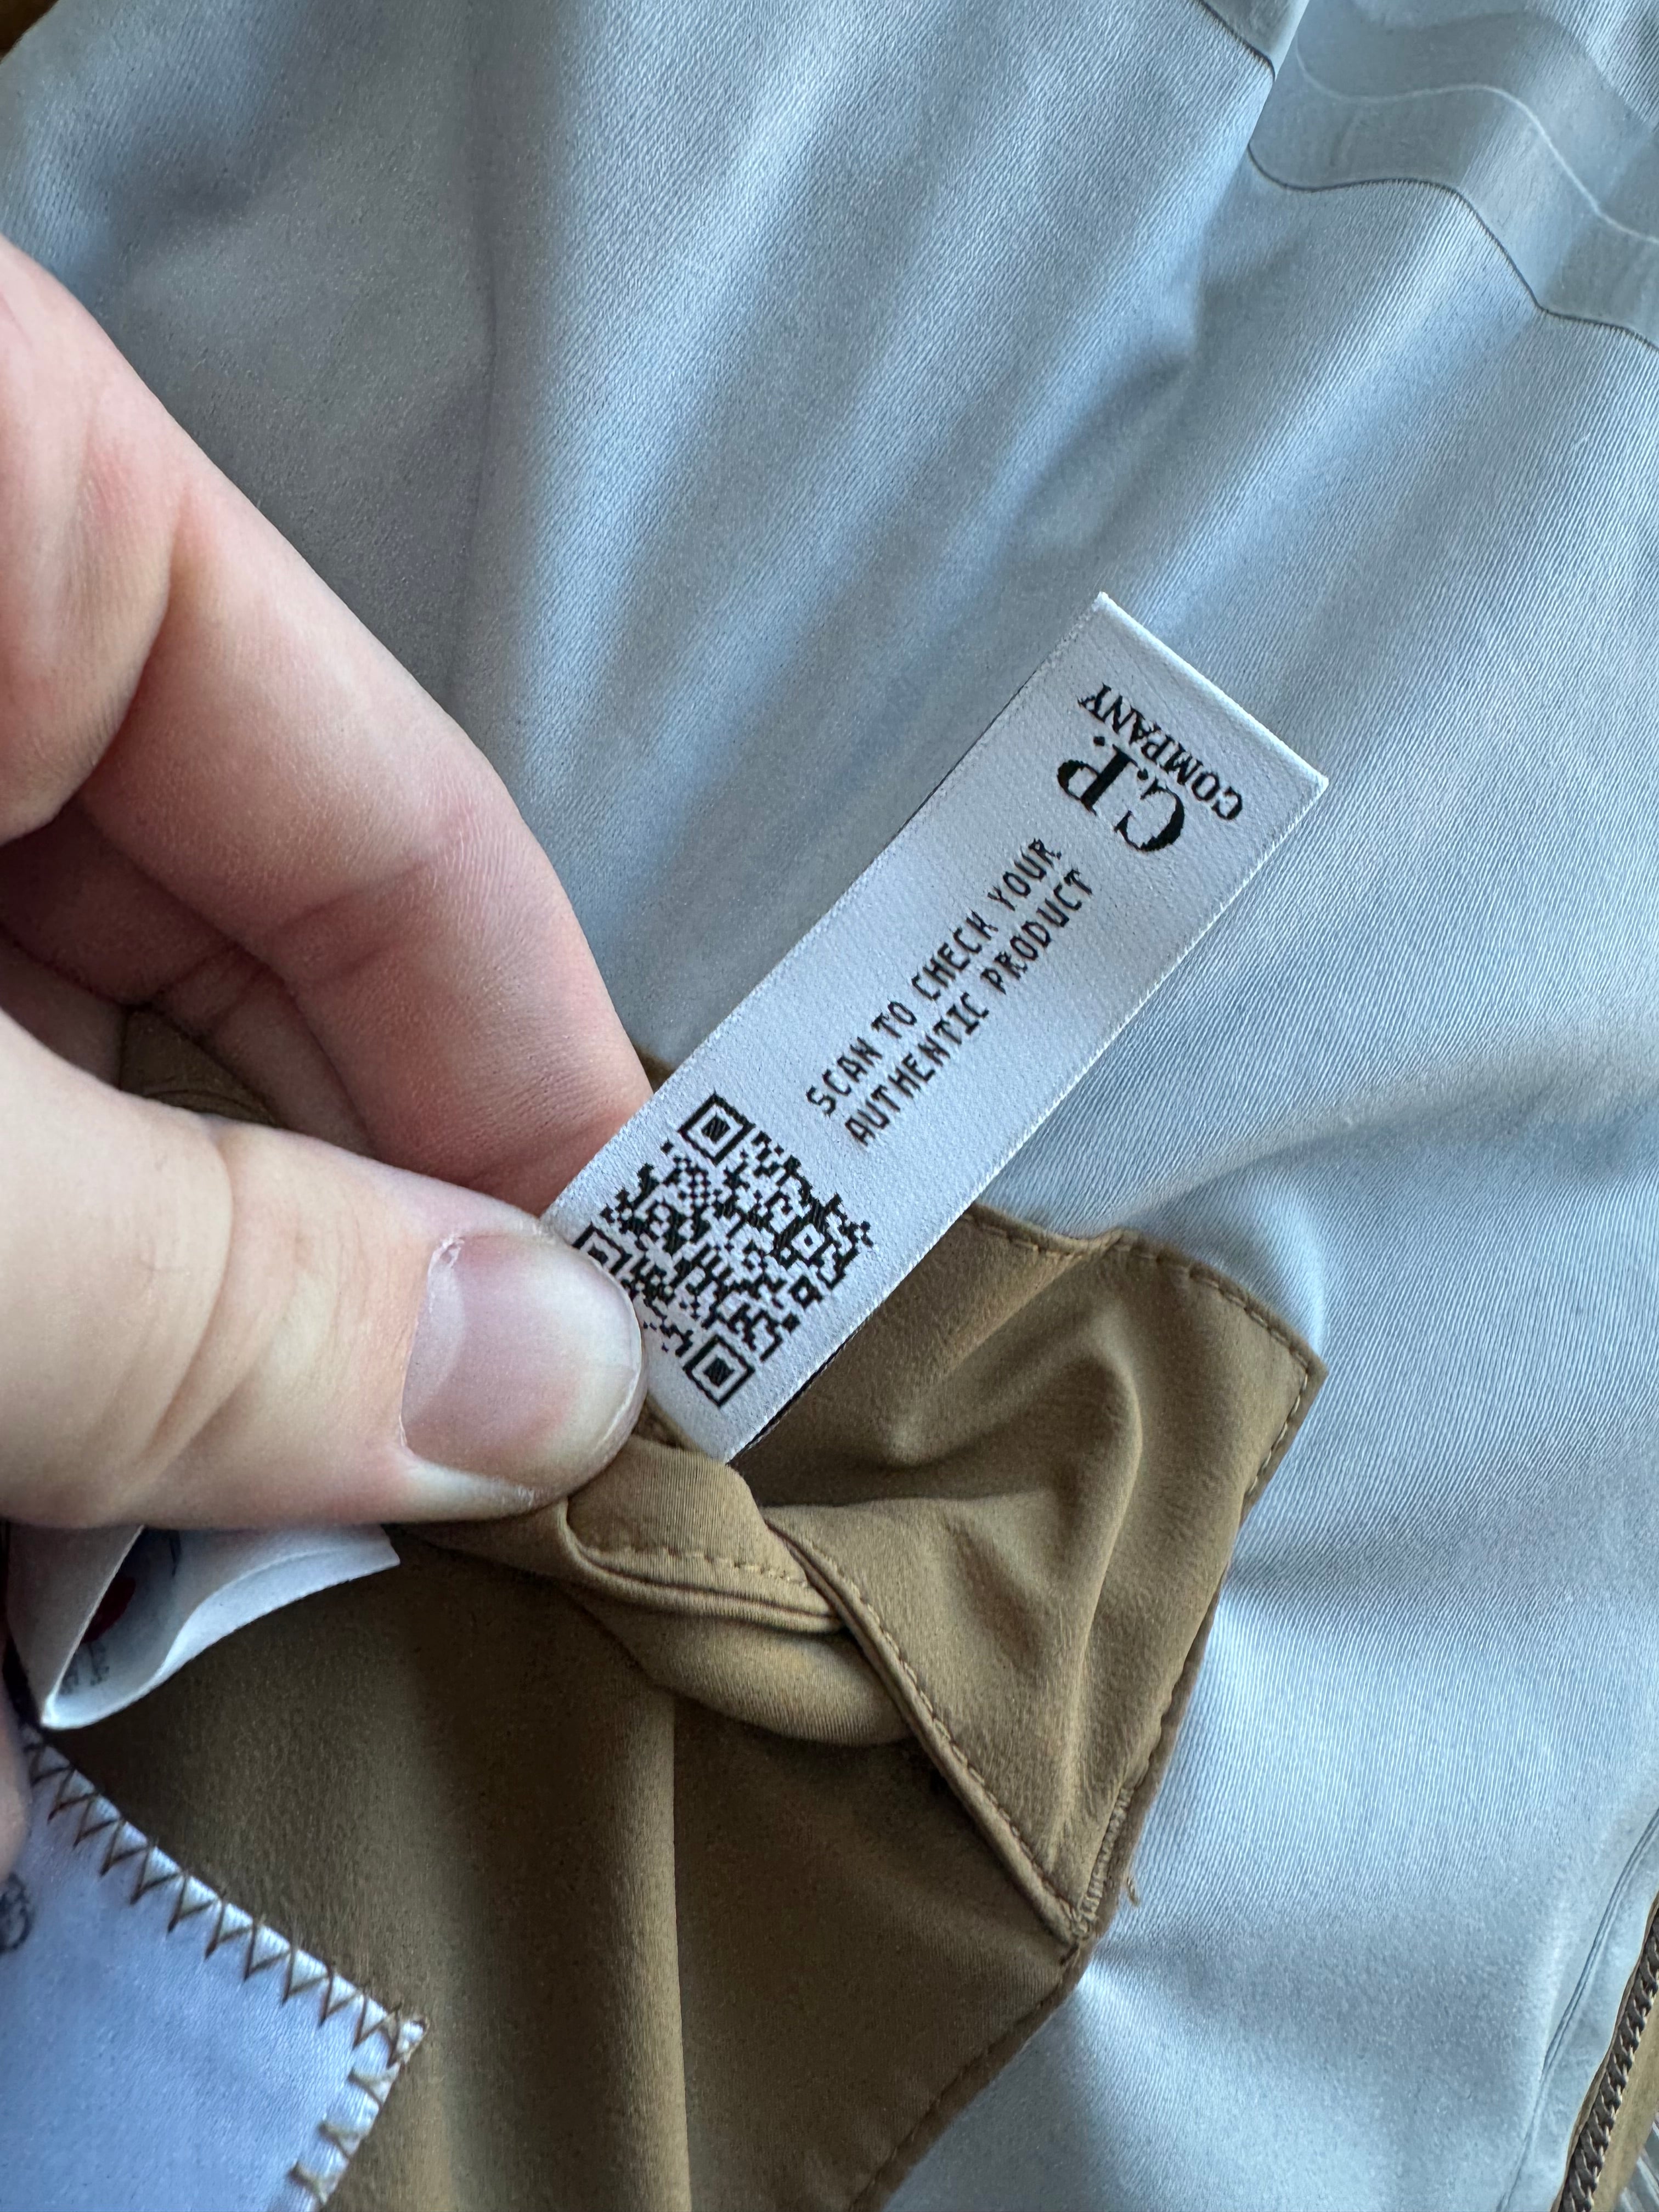 C.P.
COMPANY
SCAN TO CHECK YOUR
AUTHENTIC PRODUCT